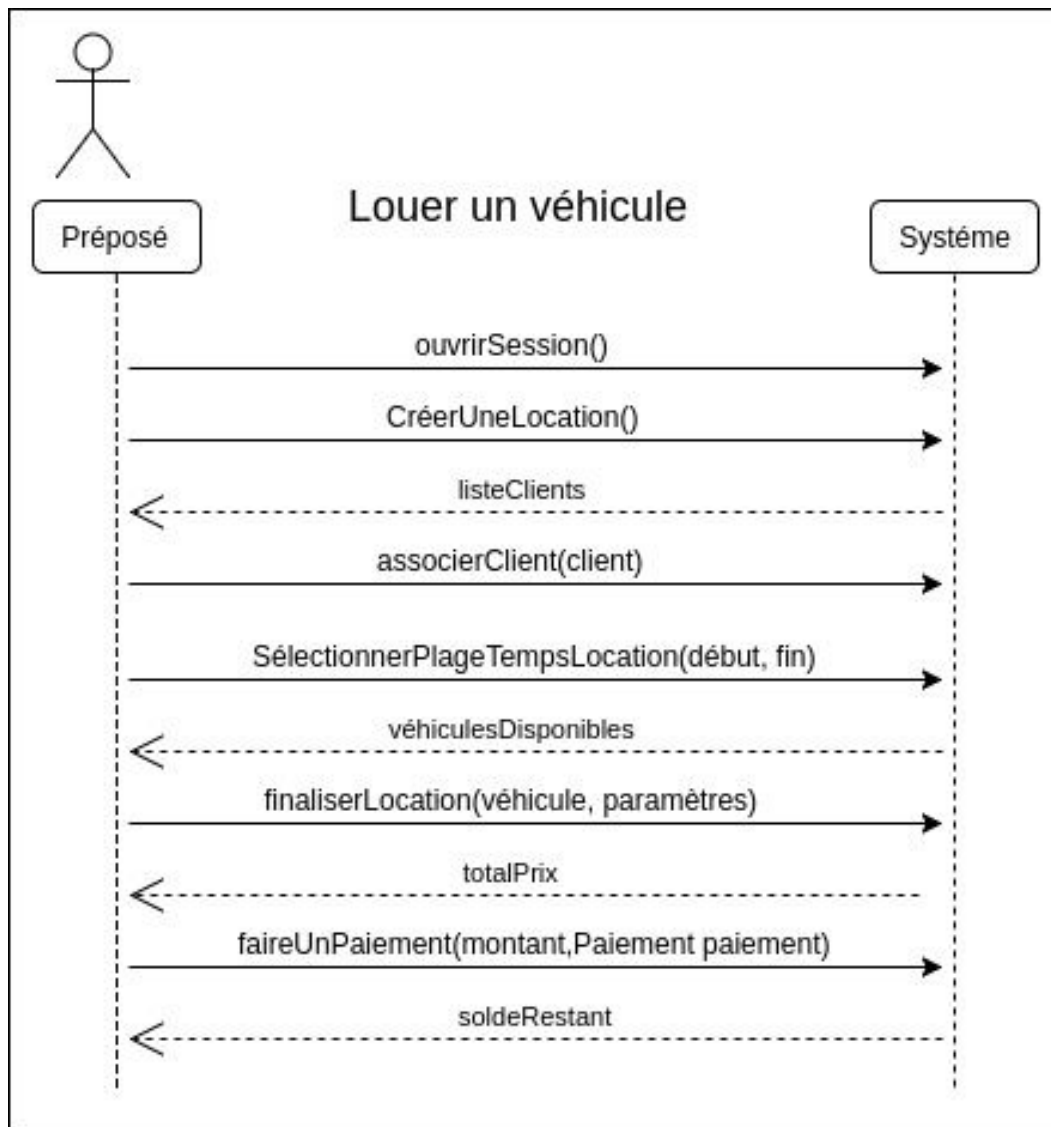 Louer un véhicule
Préposé
Systéme
ouvrirSession()
CréerUneLocation()
listeClients
associerClient(client)
SélectionnerPlageTempsLocation(début, fin)
véhiculesDisponibles
finaliserLocation(véhicule, paramètres)
totalPrix
faireUnPaiement(montant,Paiement paiement)
soldeRestant